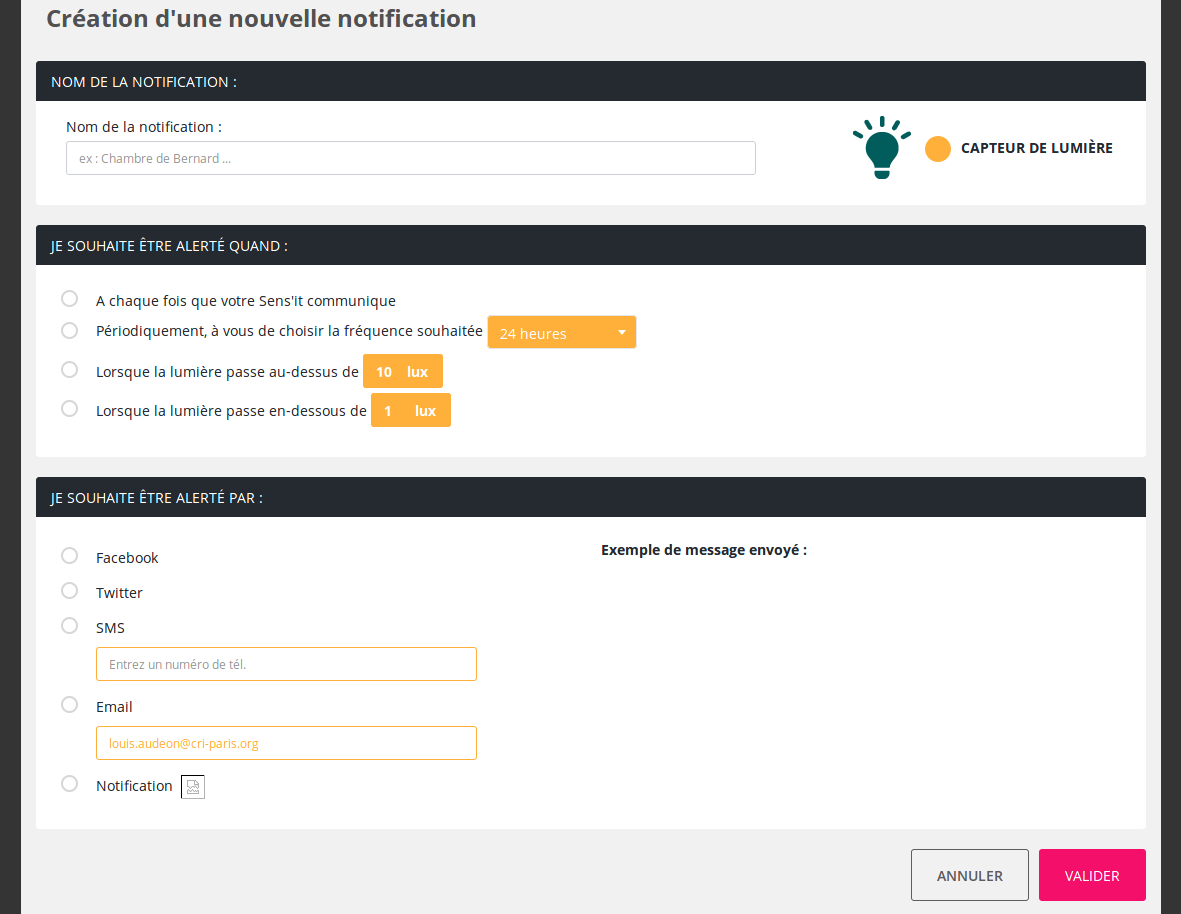 Création d'une nouvelle notification
NOM DE LA NOTIFICATION :
Nom de la notification :
ex : Chambre de Bernard ...
CAPTEUR DE LUMIÈRE
JE SOUHAITE ÊTRE ALERTÉ QUAND :
A chaque fois que votre Sens'it communique
Périodiquement, à vous de choisir la fréquence souhaitée 24 heures
Lorsque la lumière passe au-dessus de 10 lux
Lorsque la lumière passe en-dessous de 1 lux
JE SOUHAITE ÊTRE ALERTÉ PAR :
Facebook
Exemple de message envoyé :
Twitter
SMS
Entrez un numéro de tél.
Email
louis.audeon@cri-paris.org
Notification
ANNULER
VALIDER